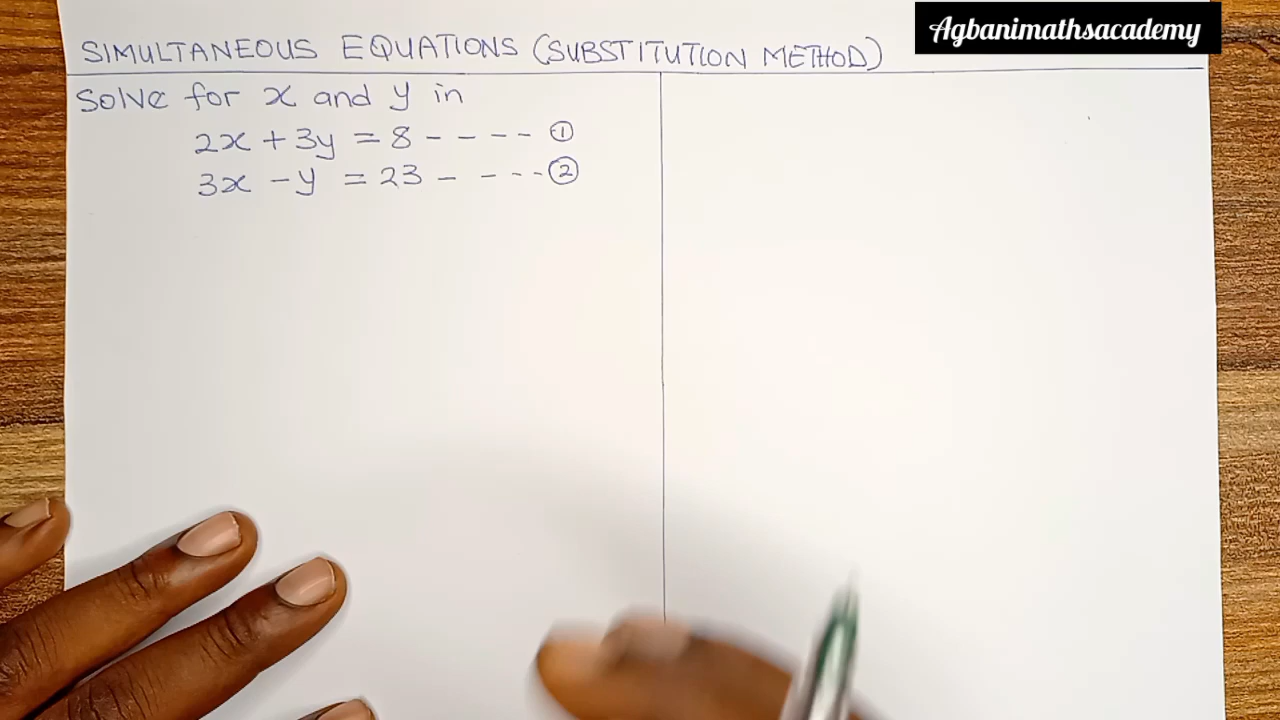 Agbanimathsacademy
SIMULTANEOUS EQUATIONS (SUBSTITUTION METHOD)
Solve for x and y in
2x + 3y = 8 - - - - ①
3x - y = 23 - - - - ②